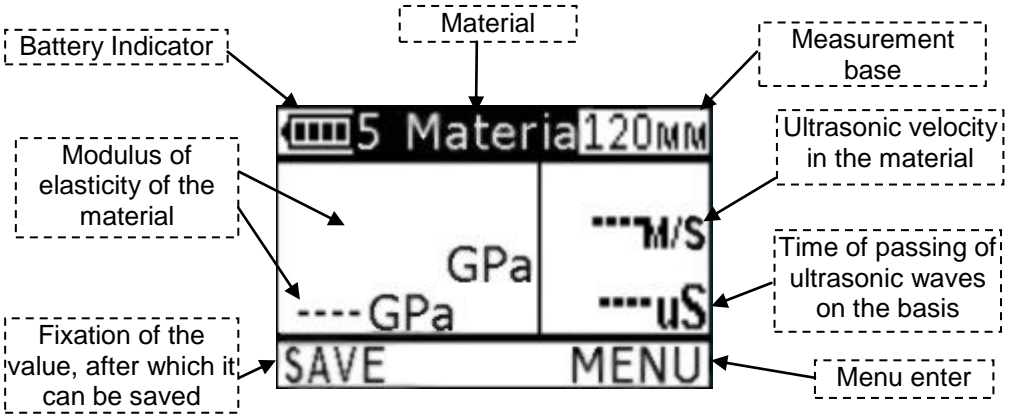 Material
Battery Indicator
Measurement
base
5 Materia 120мм
Ultrasonic velocity
in the material
Modulus of
elasticity of the
material
----M/S
GPa
Time of passing of
ultrasonic waves
on the basis
----GPa
----uS
Fixation of the
value, after which it
can be saved
SAVE
MENU
Menu enter